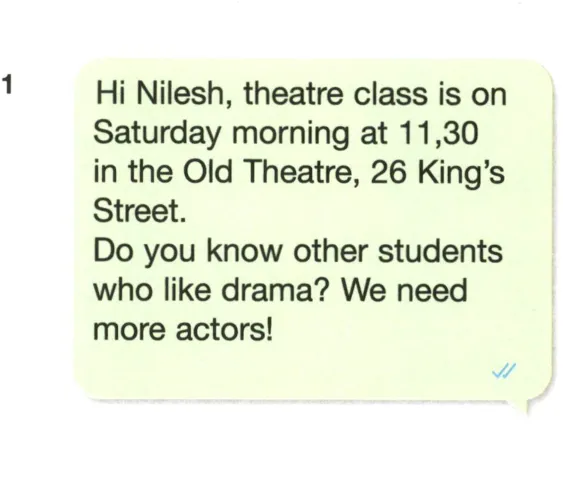 1
Hi Nilesh, theatre class is on
Saturday morning at 11,30
in the Old Theatre, 26 King's
Street.
Do you know other students
who like drama? We need
more actors!